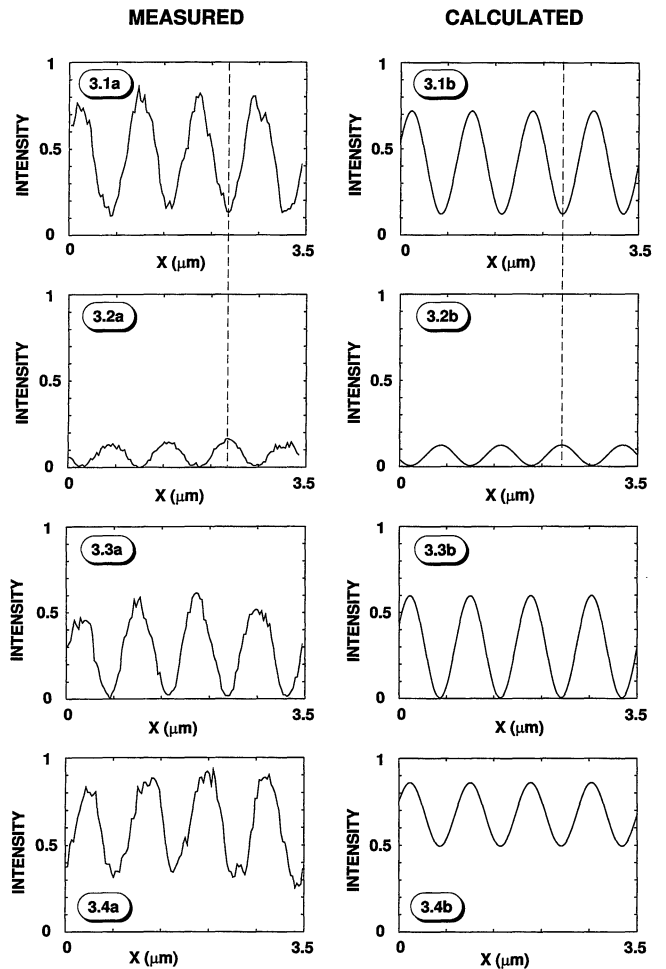 MEASURED CALCULATED
1 3.1a 1 3.1b
INTENSITY 0.5 INTENSITY 0.5
0 0
0 X (μm) 3.5 0 X (μm) 3.5
1 3.2a 1 3.2b
INTENSITY 0.5 INTENSITY 0.5
0 0
0 X (μm) 3.5 0 X (μm) 3.5
1 3.3a 1 3.3b
INTENSITY 0.5 INTENSITY 0.5
0 0
0 X (μm) 3.5 0 X (μm) 3.5
1 1
INTENSITY 0.5 INTENSITY 0.5
0 3.4a 0 3.4b
0 X (μm) 3.5 0 X (μm) 3.5